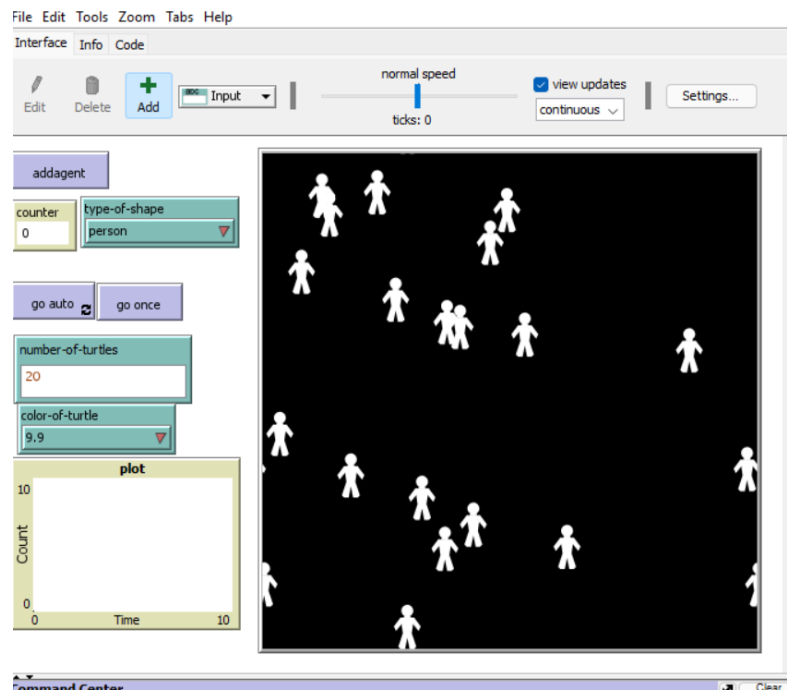 File Edit Tools Zoom Tabs Help
Interface Info Code
Edit Delete Add abc Input normal speed ticks: 0 view updates continuous Settings...
addagent
counter
0
type-of-shape
person
go auto go once
number-of-turtles
20
color-of-turtle
9.9
plot
10
Count
0
0 Time 10
Command Center Clear